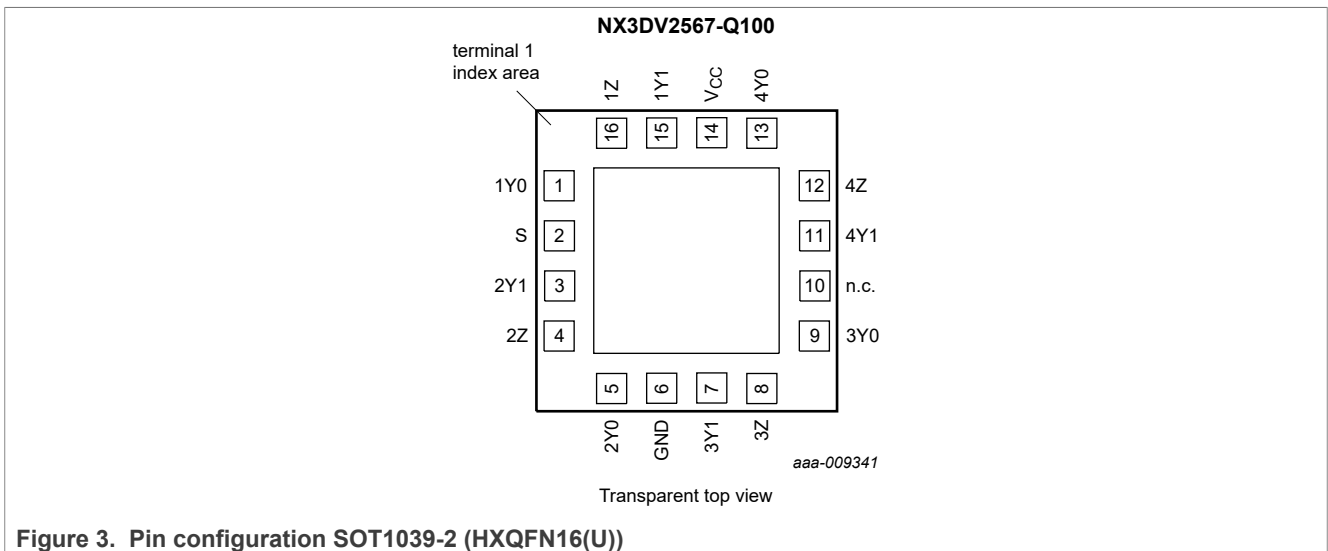 NX3DV2567-Q100
terminal 1
index area
1Z
1Y1
VCC
4Y0
16
15
14
13
1Y0 1
12 4Z
S 2
11 4Y1
2Y1 3
10 n.c.
2Z 4
9 3Y0
5
6
7
8
2Y0
GND
3Y1
3Z
aaa-009341
Transparent top view
Figure 3. Pin configuration SOT1039-2 (HXQFN16(U))